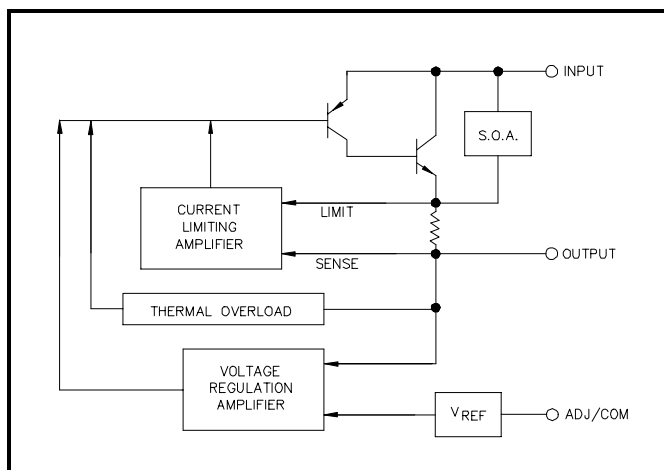 INPUT
S.O.A.
CURRENT
LIMITING
AMPLIFIER
LIMIT
SENSE
OUTPUT
THERMAL OVERLOAD
VOLTAGE
REGULATION
AMPLIFIER
VREF
ADJ/COM